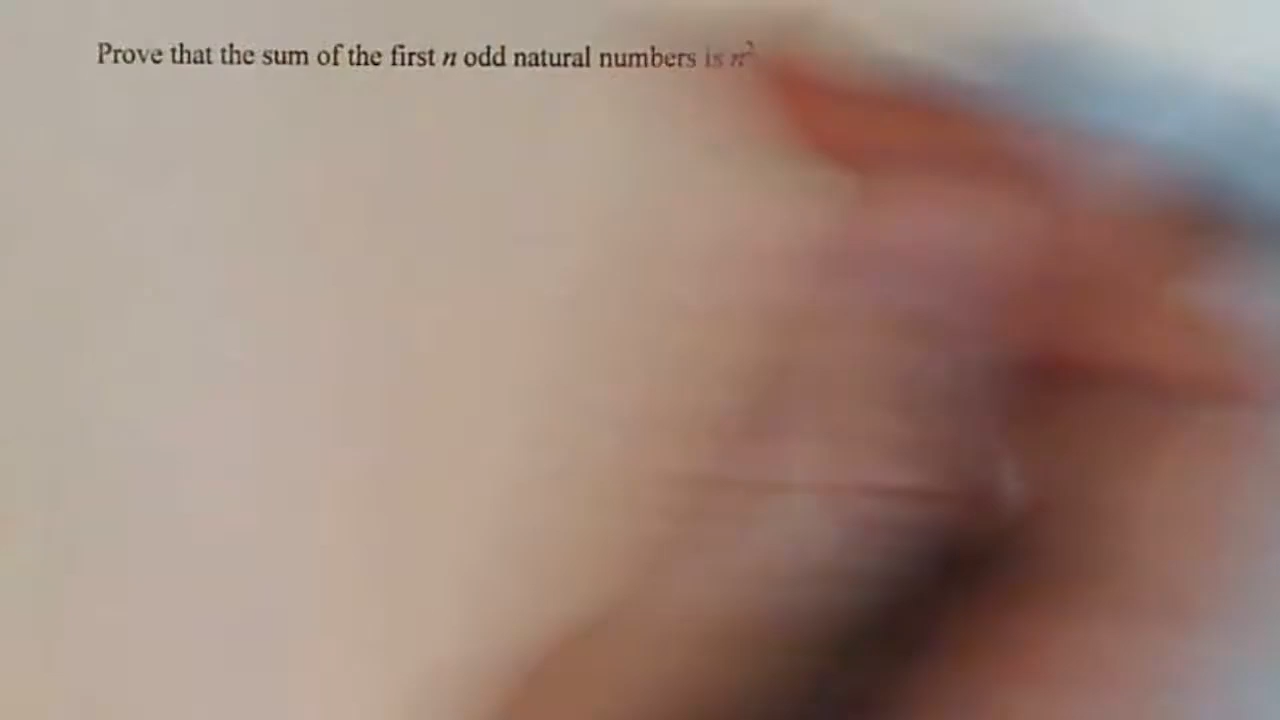 Prove that the sum of the first n odd natural numbers is n²